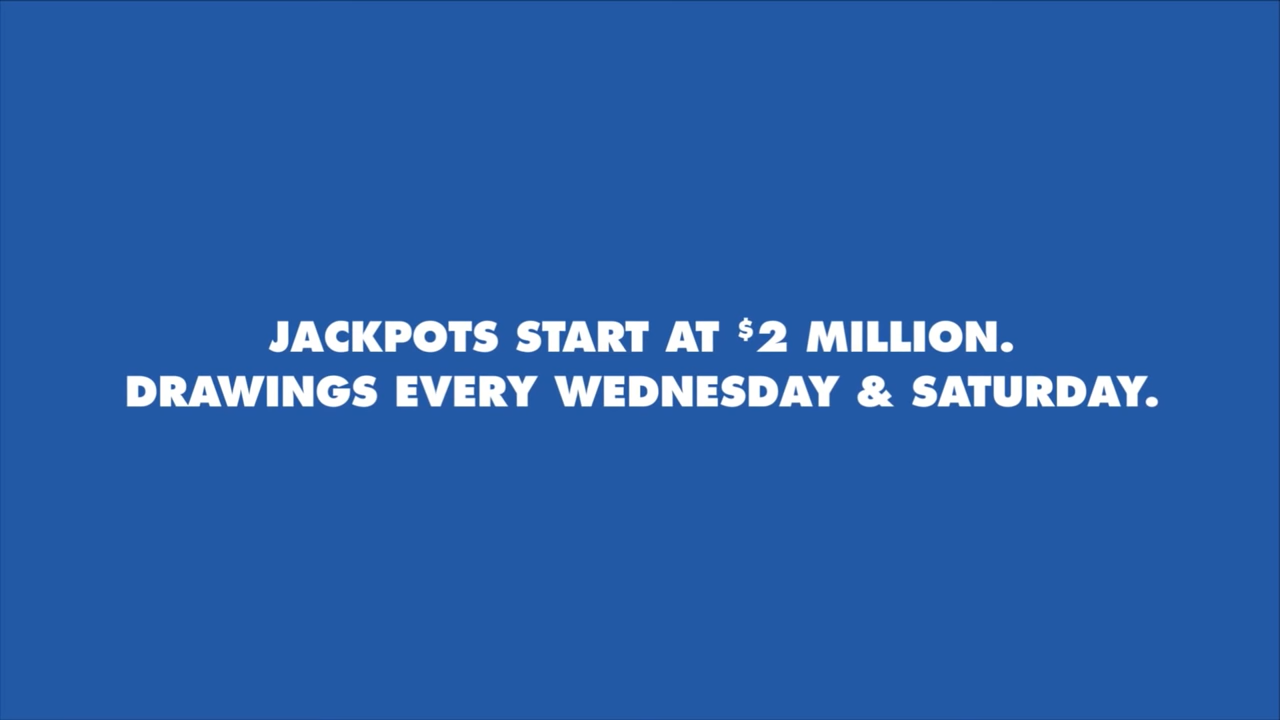 JACKPOTS START AT $2 MILLION.
DRAWINGS EVERY WEDNESDAY & SATURDAY.